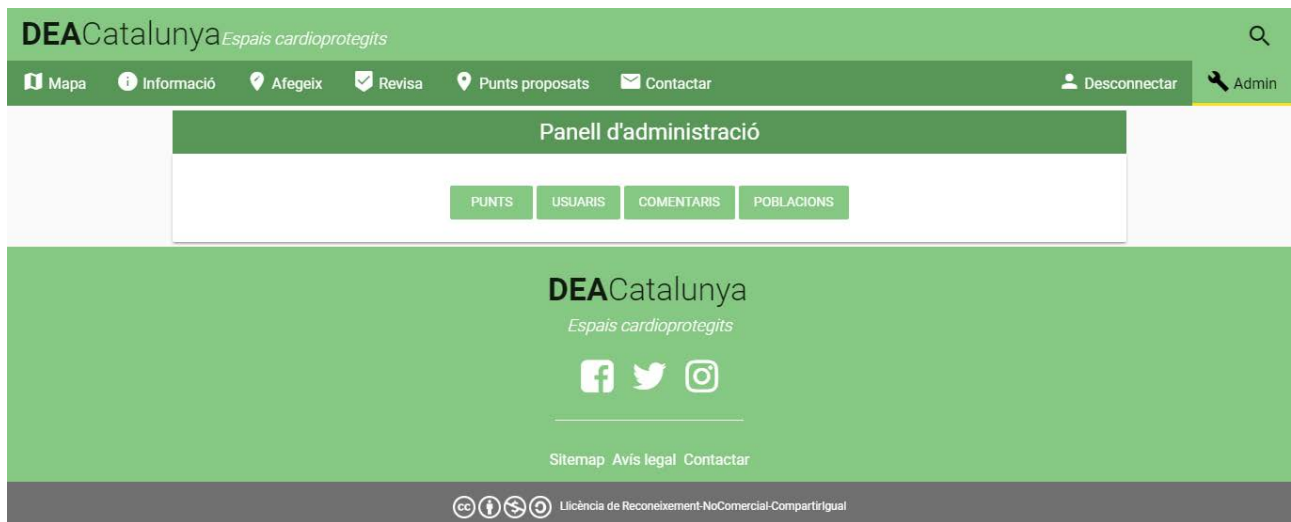 DEACatalunya Espais cardioprotegits
Mapa Informació Afegeix Revisa Punts proposats Contactar Desconnectar Admin
Panell d'administració
PUNTS USUARIS COMENTARIS POBLACIONS
DEACatalunya
Espais cardioprotegits
Sitemap Avís legal Contactar
cc Llicència de Reconeixement-NoComercial-CompartirIgual